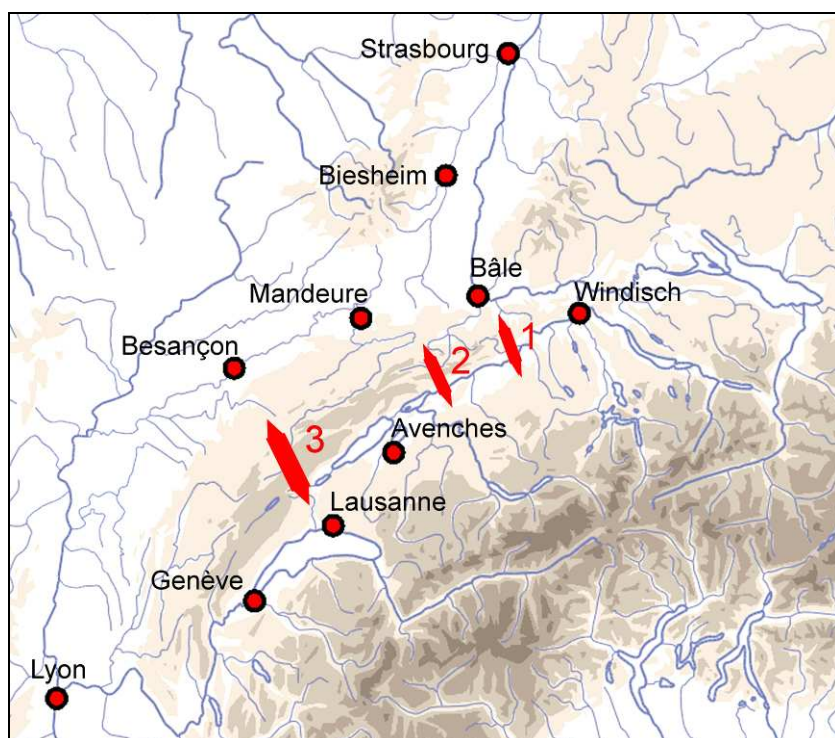 Strasbourg
Biesheim
Bâle
Windisch
Mandeure
1
Besançon
2
Avenches
3
Lausanne
Genève
Lyon